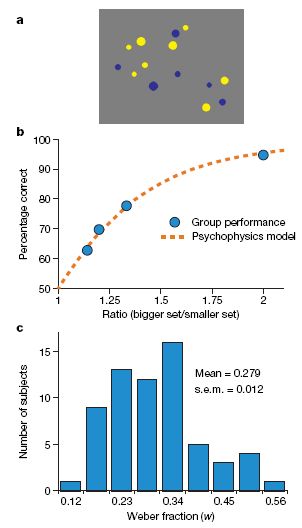 a
b
100
90
80
70
60
50
Percentage correct
Group performance
Psychophysics model
1
1.25
1.5
1.75
2
Ratio (bigger set/smaller set)
c
15
10
5
0
Number of subjects
Mean = 0.279
s.e.m. = 0.012
0.12
0.23
0.34
0.45
0.56
Weber fraction (w)